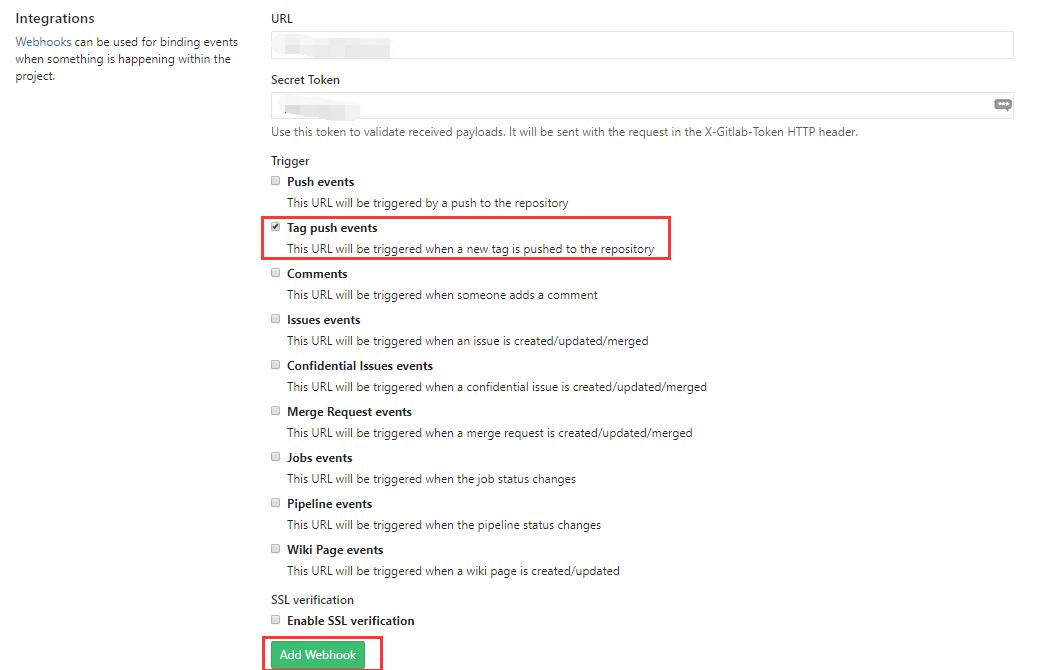 Integrations
Webhooks can be used for binding events
when something is happening within the
project.
URL
Secret Token
Use this token to validate received payloads. It will be sent with the request in the X-Gitlab-Token HTTP header.
Trigger
Push events
This URL will be triggered by a push to the repository
Tag push events
This URL will be triggered when a new tag is pushed to the repository
Comments
This URL will be triggered when someone adds a comment
Issues events
This URL will be triggered when an issue is created/updated/merged
Confidential Issues events
This URL will be triggered when a confidential issue is created/updated/merged
Merge Request events
This URL will be triggered when a merge request is created/updated/merged
Jobs events
This URL will be triggered when the job status changes
Pipeline events
This URL will be triggered when the pipeline status changes
Wiki Page events
This URL will be triggered when a wiki page is created/updated
SSL verification
Enable SSL verification
Add Webhook